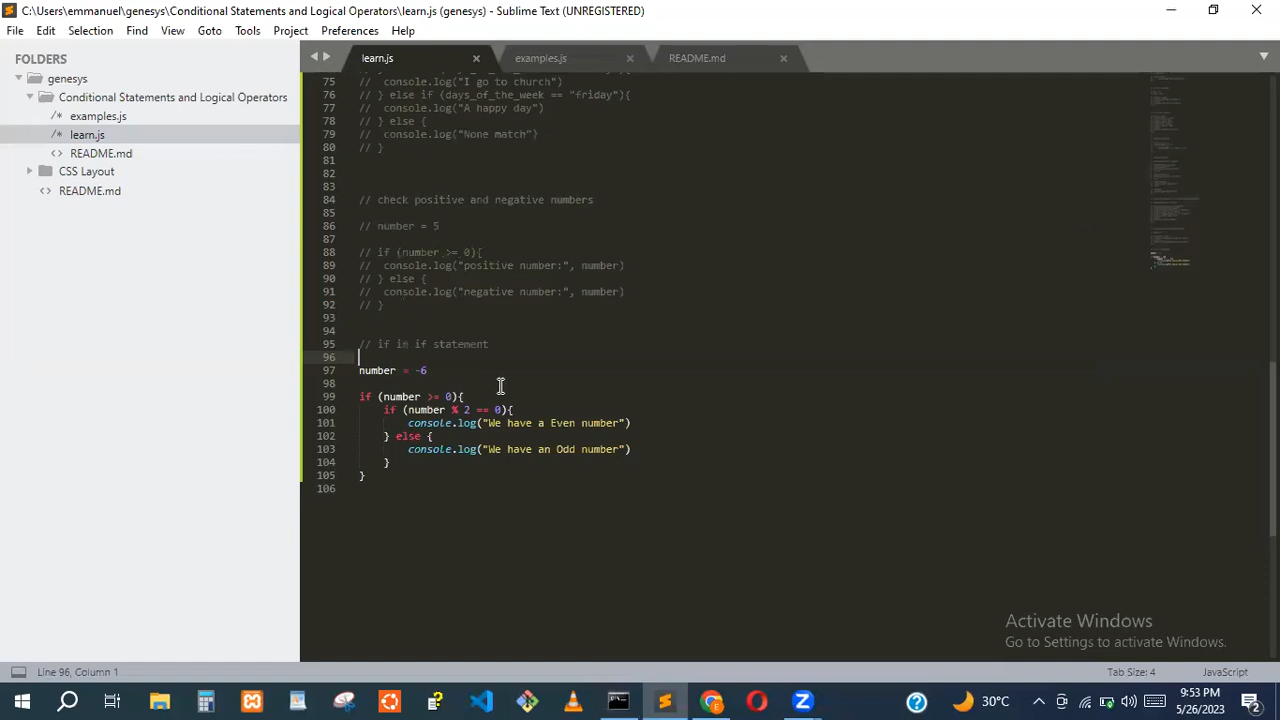 C:\Users\emmanuel\genesys\Conditional Statements and Logical Operators\learn.js (genesys) - Sublime Text (UNREGISTERED)
File Edit Selection Find View Goto Tools Project Preferences Help
FOLDERS
genesys
Conditional Statements and Logical Operators
examples.js
learn.js
README.md
CSS Layout
README.md
learn.js examples.js README.md
75 // console.log("I go to church")
76 // } else if (days_of_the_week == "friday"){
77 // console.log("A happy day")
78 // } else {
79 // console.log("None match"}
80 // }
81
82
83
84 // check positive and negative numbers
85
86 // number = 5
87
88 // if (number >= 0){
89 // console.log("positive number:", number)
90 // } else {
91 // console.log("negative number:", number)
92 // }
93
94
95 // if in if statement
96
97 number = -6
98
99 if (number >= 0){
100 if (number % 2 == 0){
101 console.log("We have a Even number")
102 } else {
103 console.log("We have an Odd number")
104 }
105 }
106
Activate Windows
Go to Settings to activate Windows.
Line 96, Column 1 Tab Size: 4 JavaScript
30°C 9:53 PM
5/26/2023
2